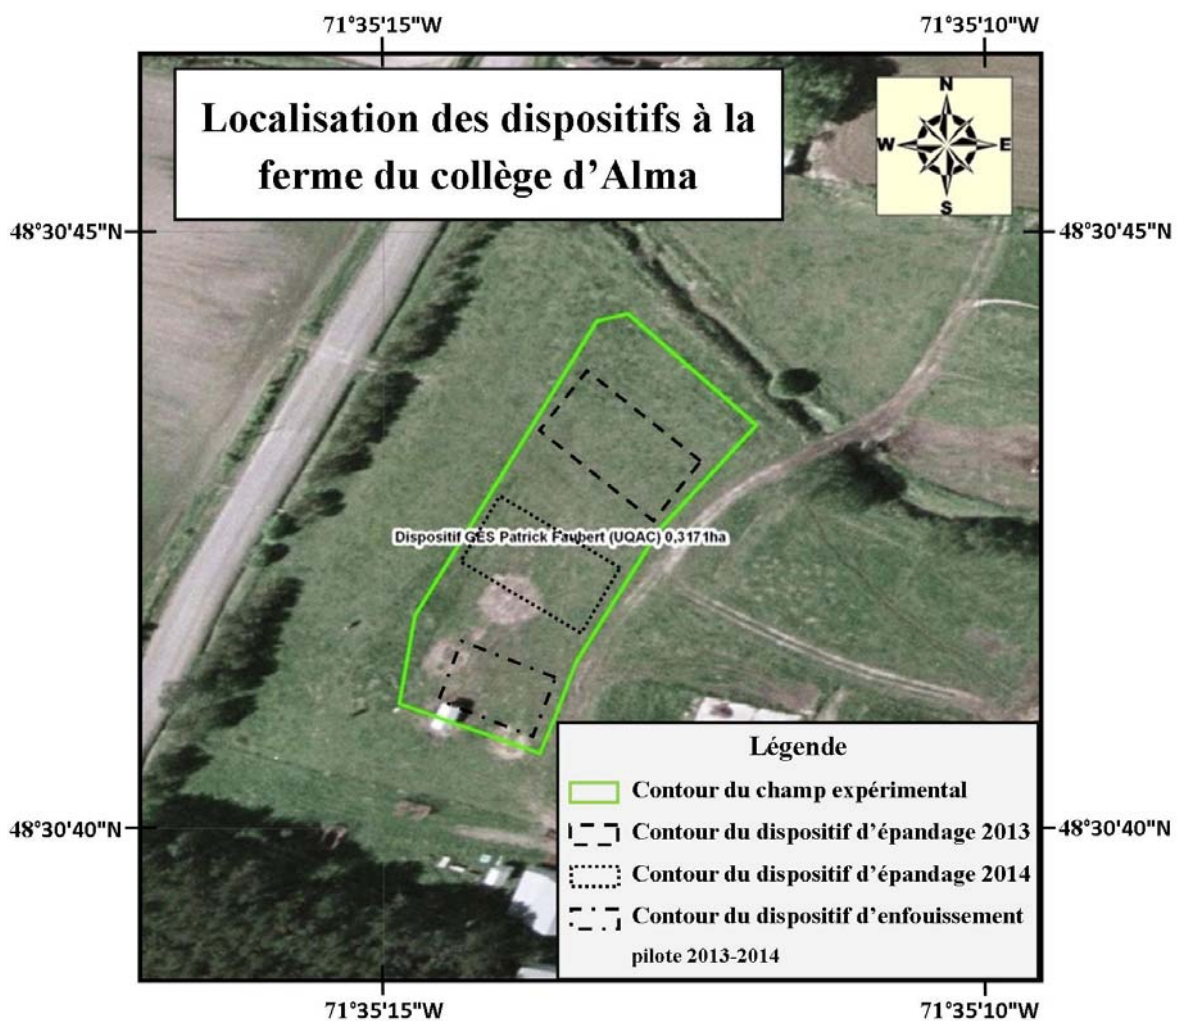 71°35'15"W
71°35'10"W
Localisation des dispositifs à la
ferme du collège d'Alma
N
W
E
S
48°30'45"N
48°30'45"N
Dispositif GES Patrick Faubert (UQAC) 0,3171ha
Légende
Contour du champ expérimental
Contour du dispositif d'épandage 2013
Contour du dispositif d'épandage 2014
Contour du dispositif d'enfouissement
pilote 2013-2014
48°30'40"N
48°30'40"N
71°35'15"W
71°35'10"W